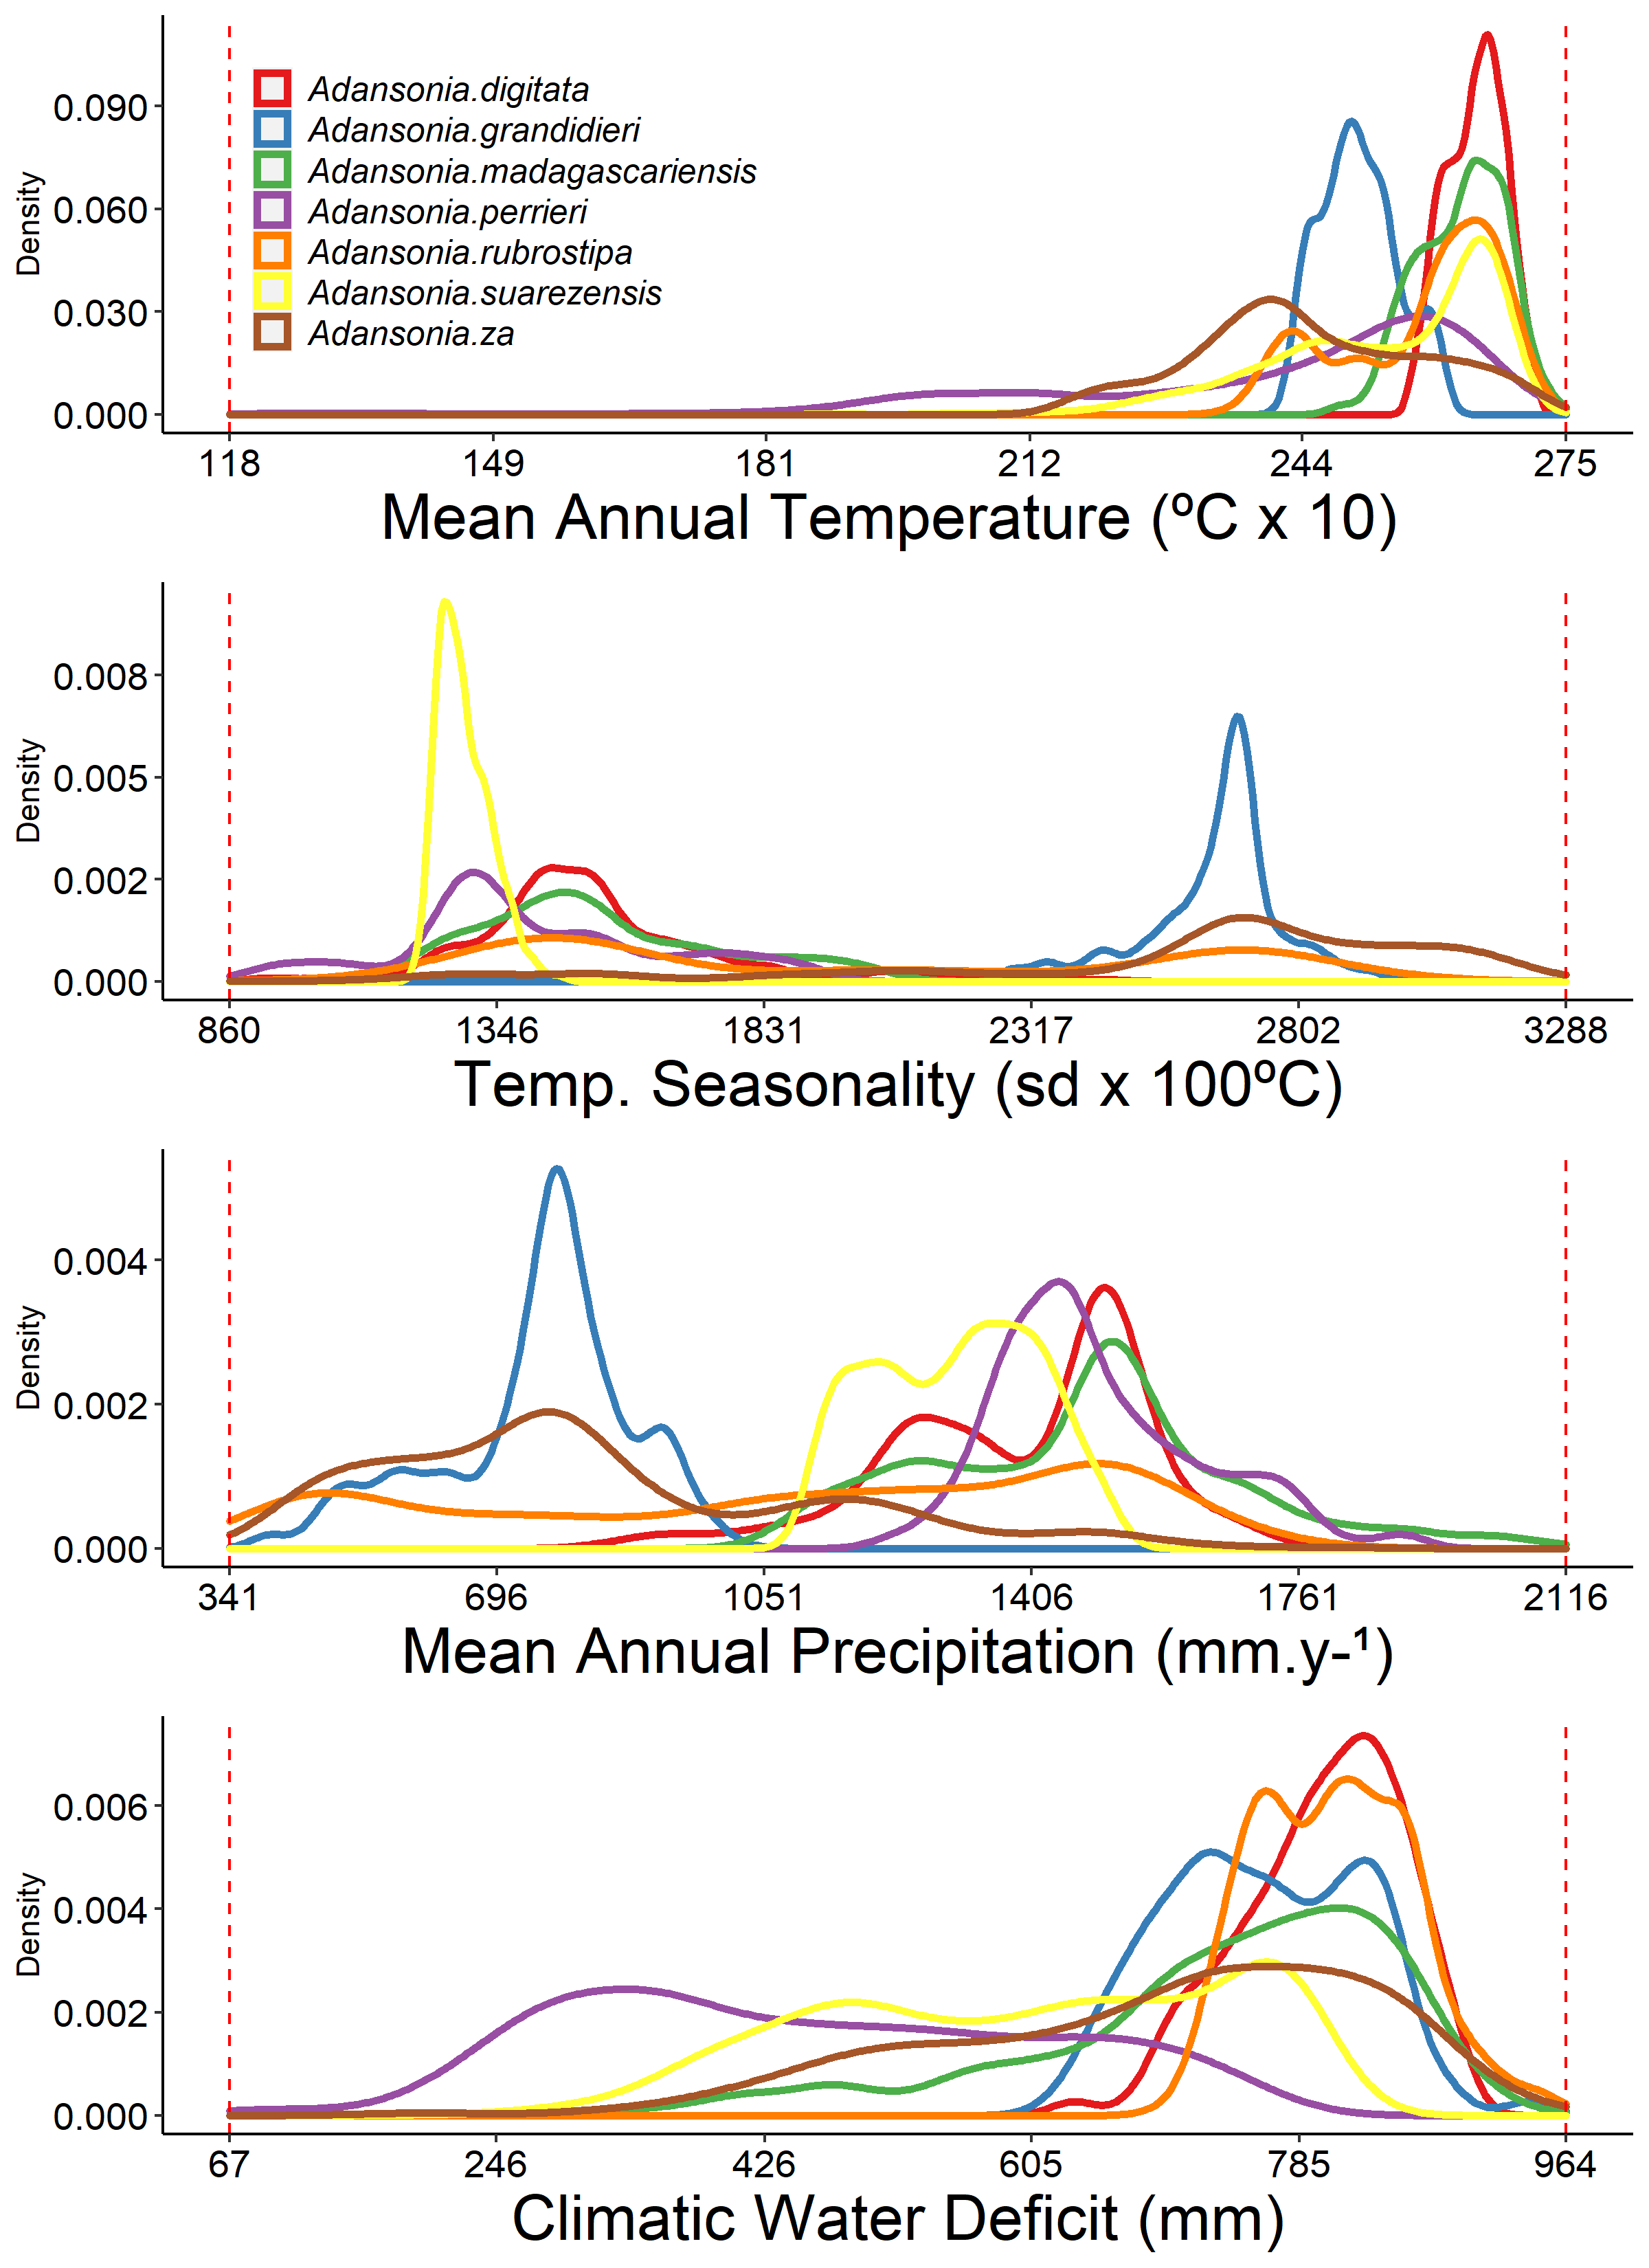 0.090
0.060
0.030
0.000
Density
Adansonia.digitata
Adansonia.grandidieri
Adansonia.madagascariensis
Adansonia.perrieri
Adansonia.rubrostipa
Adansonia.suarezensis
Adansonia.za
118 149 181 212 244 275
Mean Annual Temperature (ºC x 10)
0.008
0.005
0.002
0.000
Density
860 1346 1831 2317 2802 3288
Temp. Seasonality (sd x 100ºC)
0.004
0.002
0.000
Density
341 696 1051 1406 1761 2116
Mean Annual Precipitation (mm.y-¹)
0.006
0.004
0.002
0.000
Density
67 246 426 605 785 964
Climatic Water Deficit (mm)